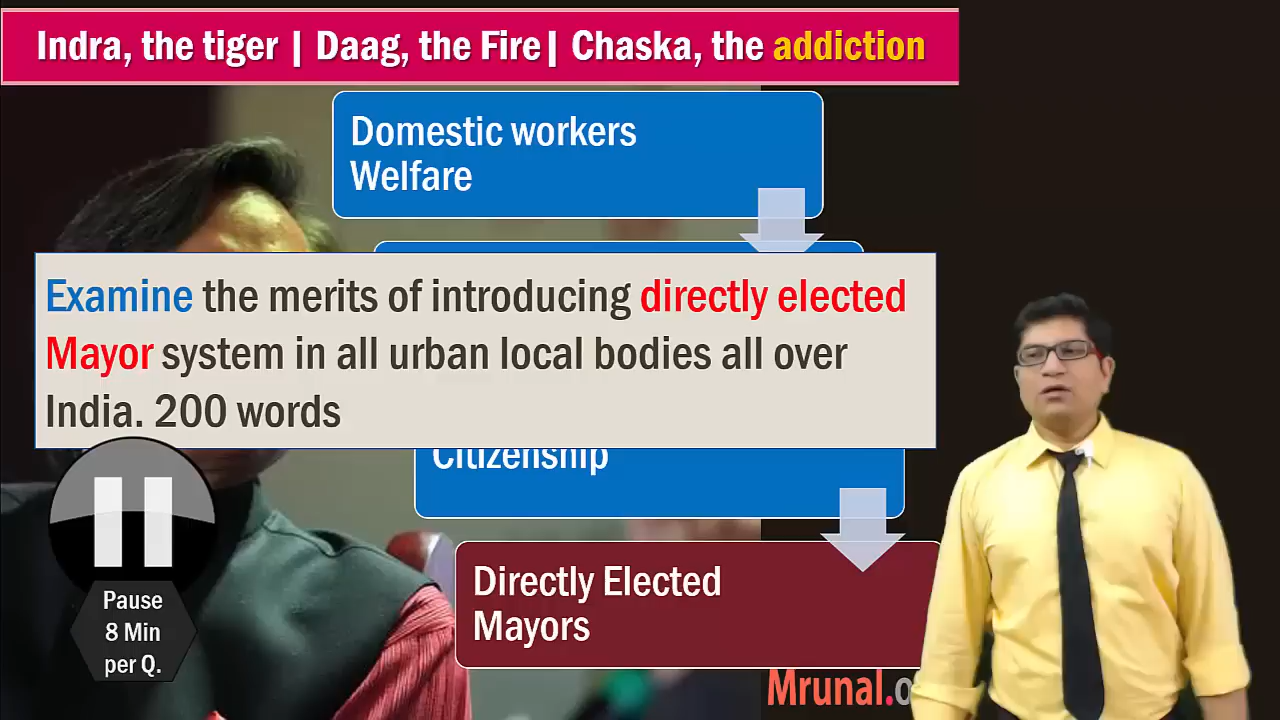 Indra, the tiger | Daag, the Fire| Chaska, the addiction
Domestic workers
Welfare
Examine the merits of introducing directly elected
Mayor system in all urban local bodies all over
India. 200 words
Citizenship
Pause
8 Min
per Q.
Directly Elected
Mayors
Mrunal.o